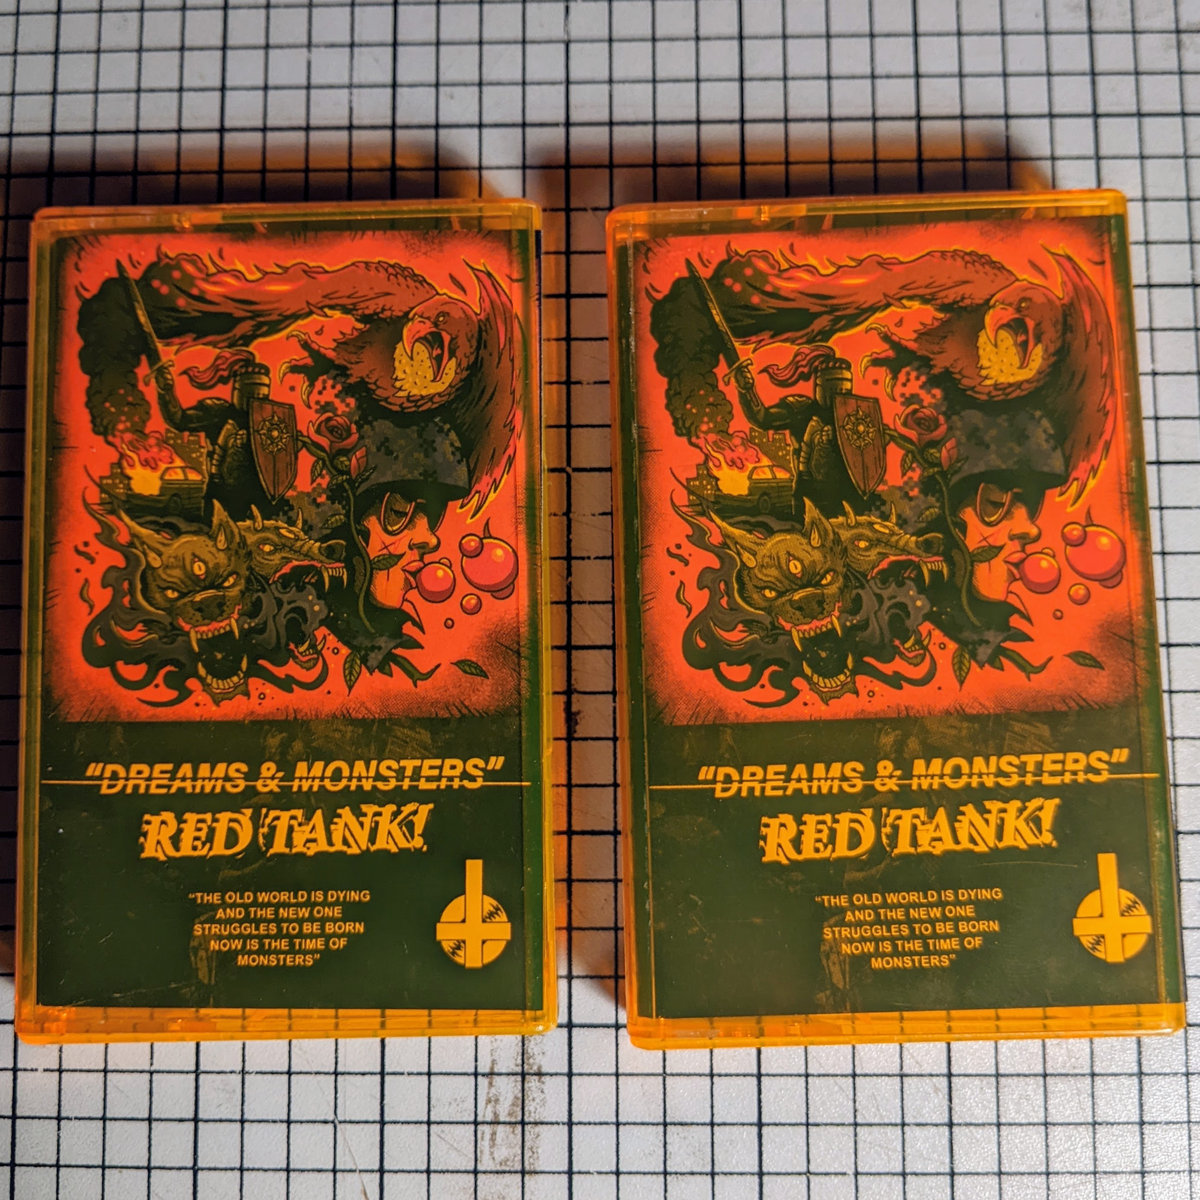 "DREAMS & MONSTERS"
RED TANK!
"THE OLD WORLD IS DYING
AND THE NEW ONE
STRUGGLES TO BE BORN
NOW IS THE TIME OF
MONSTERS"
"DREAMS & MONSTERS"
RED TANK!
"THE OLD WORLD IS DYING
AND THE NEW ONE
STRUGGLES TO BE BORN
NOW IS THE TIME OF
MONSTERS"